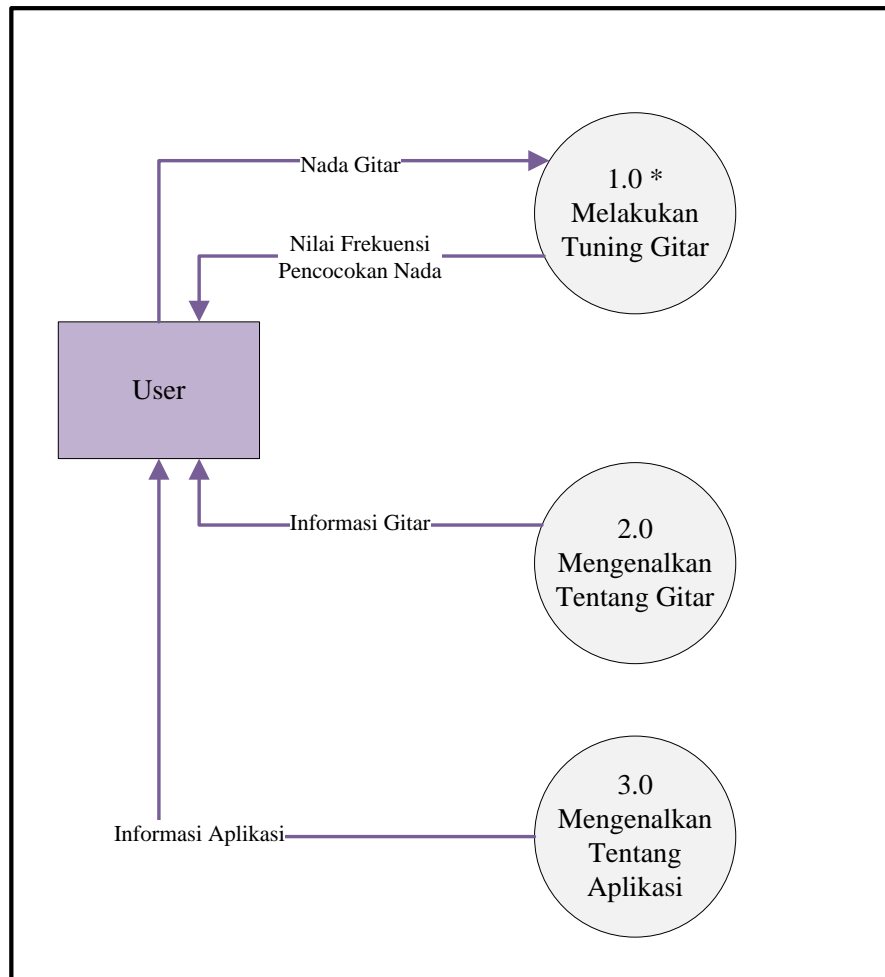 Nada Gitar
1.0 *
Melakukan
Tuning Gitar
Nilai Frekuensi
Pencocokan Nada
User
Informasi Gitar
2.0
Mengenalkan
Tentang Gitar
Informasi Aplikasi
3.0
Mengenalkan
Tentang
Aplikasi